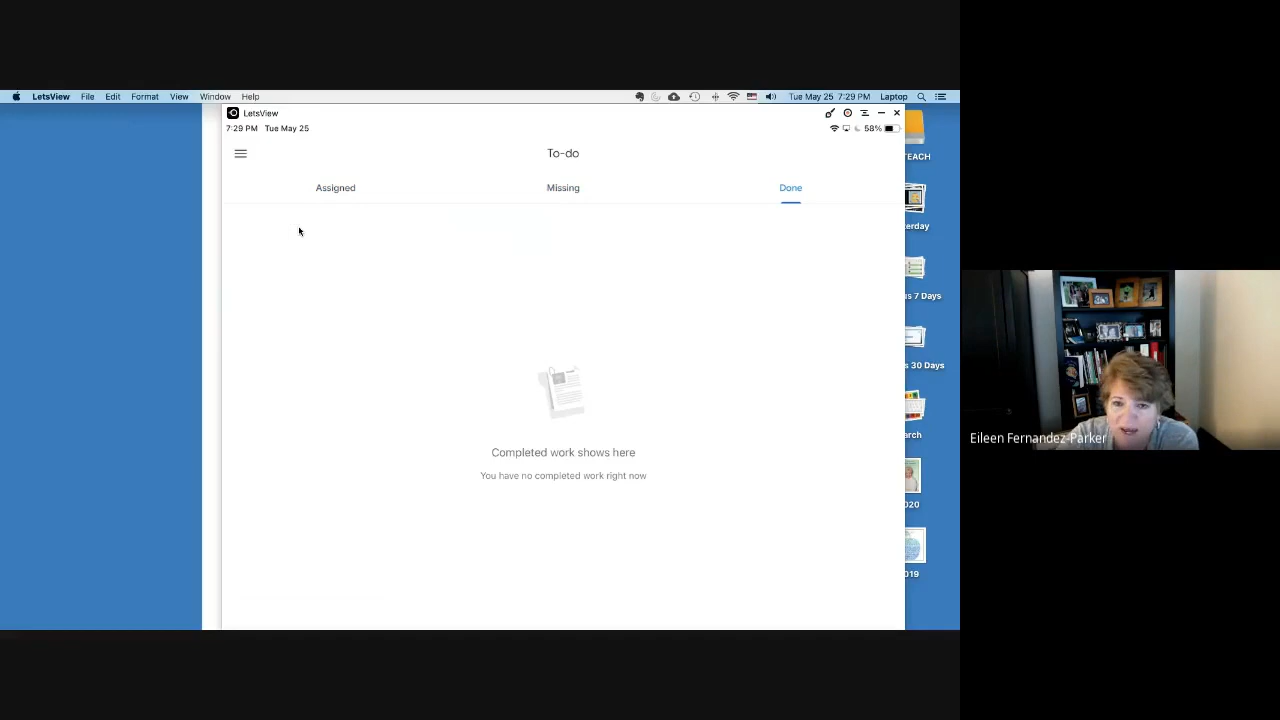 LetsView File Edit Format View Window Help Tue May 25 7:29 PM Laptop
LetsView
7:29 PM Tue May 25 58%
To-do
Assigned Missing Done
Completed work shows here
You have no completed work right now
TEACH
terday
us 7 Days
s 30 Days
arch
020
019
Eileen Fernandez-Parker